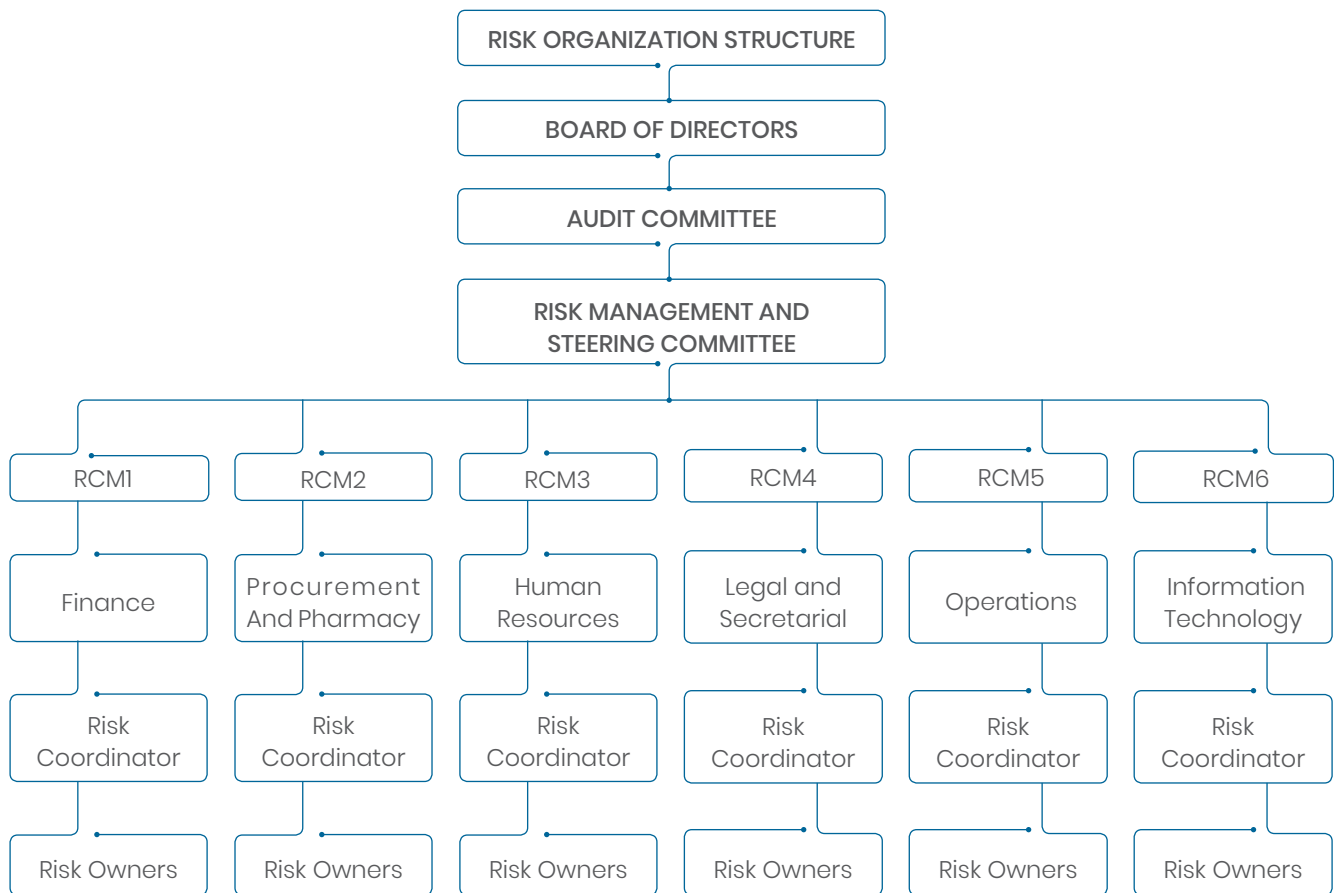 RISK ORGANIZATION STRUCTURE
BOARD OF DIRECTORS
AUDIT COMMITTEE
RISK MANAGEMENT AND
STEERING COMMITTEE
RCM1
RCM2
RCM3
RCM4
RCM5
RCM6
Finance
Procurement
And Pharmacy
Human
Resources
Legal and
Secretarial
Operations
Information
Technology
Risk
Coordinator
Risk
Coordinator
Risk
Coordinator
Risk
Coordinator
Risk
Coordinator
Risk
Coordinator
Risk Owners
Risk Owners
Risk Owners
Risk Owners
Risk Owners
Risk Owners